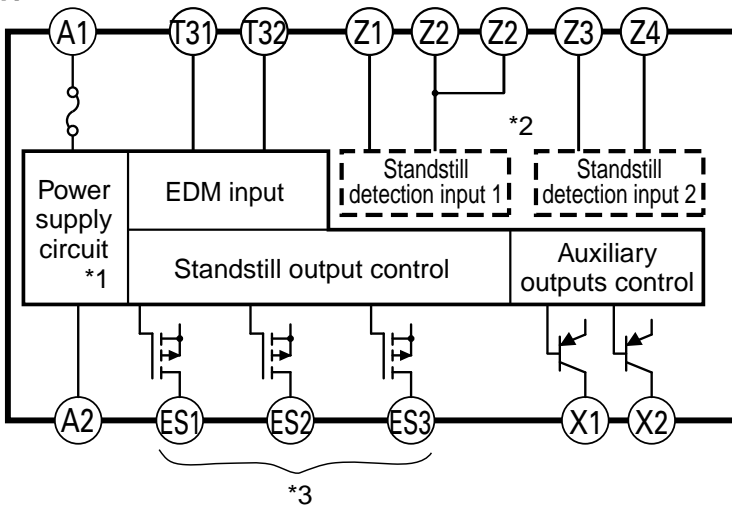 A1 T31 T32 Z1 Z2 Z2 Z3 Z4
*2
Power
supply
circuit
*1
EDM input
Standstill
detection input 1
Standstill
detection input 2
Standstill output control
Auxiliary
outputs control
A2 ES1 ES2 ES3 X1 X2
*3